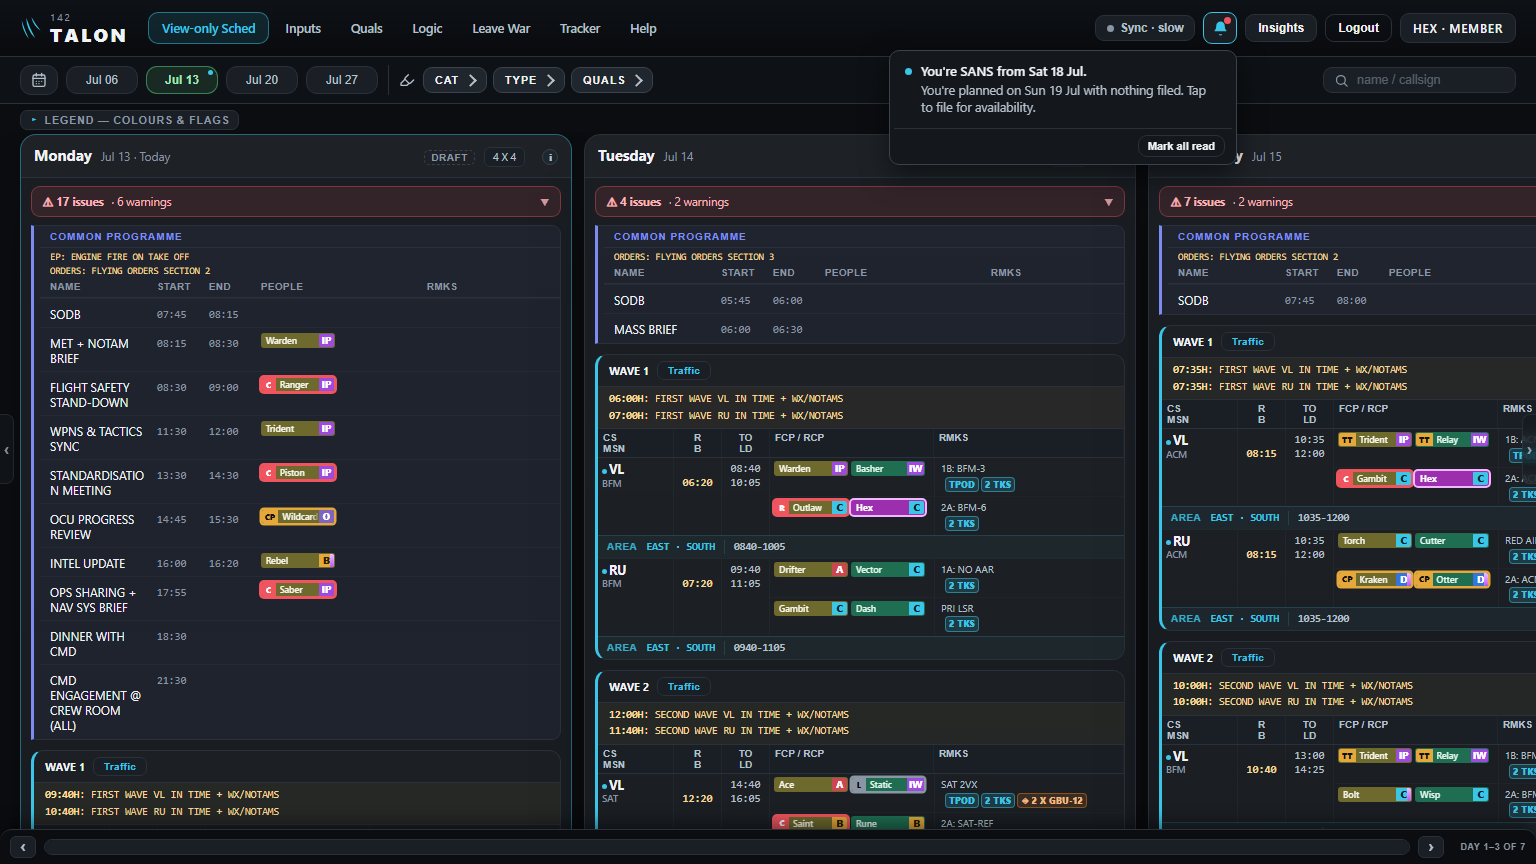 142
TALON
View-only Sched
Inputs
Quals
Logic
Leave War
Tracker
Help
Sync · slow
Insights
Logout
HEX · MEMBER
Jul 06
Jul 13
Jul 20
Jul 27
CAT
TYPE
QUALS
name / callsign
You're SANS from Sat 18 Jul.
You're planned on Sun 19 Jul with nothing filed. Tap
to file for availability.
Mark all read
LEGEND — COLOURS & FLAGS
Monday Jul 13 · Today
DRAFT
4 X 4
i
17 issues · 6 warnings
COMMON PROGRAMME
EP: ENGINE FIRE ON TAKE OFF
ORDERS: FLYING ORDERS SECTION 2
NAME START END PEOPLE RMKS
SODB 07:45 08:15
MET + NOTAM
BRIEF
08:15 08:30 Warden IP
FLIGHT SAFETY
STAND-DOWN
08:30 09:00 C Ranger IP
WPNS & TACTICS
SYNC
11:30 12:00 Trident IP
STANDARDISATIO
N MEETING
13:30 14:30 C Piston IP
OCU PROGRESS
REVIEW
14:45 15:30 CP Wildcard O
INTEL UPDATE 16:00 16:20 Rebel B
OPS SHARING +
NAV SYS BRIEF
17:55 C Saber IP
DINNER WITH
CMD
18:30
CMD
ENGAGEMENT @
CREW ROOM
(ALL)
21:30
WAVE 1 Traffic
09:40H: FIRST WAVE VL IN TIME + WX/NOTAMS
10:40H: FIRST WAVE RU IN TIME + WX/NOTAMS
Tuesday Jul 14
4 issues · 2 warnings
COMMON PROGRAMME
ORDERS: FLYING ORDERS SECTION 3
NAME START END PEOPLE RMKS
SODB 05:45 06:00
MASS BRIEF 06:00 06:30
WAVE 1 Traffic
06:00H: FIRST WAVE VL IN TIME + WX/NOTAMS
07:00H: FIRST WAVE RU IN TIME + WX/NOTAMS
CS R TO FCP / RCP RMKS
MSN B LD
VL 08:40 Warden IP Basher IW 1B: BFM-3
BFM 06:20 10:05 TPOD 2 TKS
R Outlaw C Hex C 2A: BFM-6
2 TKS
AREA EAST · SOUTH 0840-1005
RU 09:40 Drifter A Vector C 1A: NO AAR
BFM 07:20 11:05 2 TKS
Gambit C Dash C PRI LSR
2 TKS
AREA EAST · SOUTH 0940-1105
WAVE 2 Traffic
12:00H: SECOND WAVE VL IN TIME + WX/NOTAMS
11:40H: SECOND WAVE RU IN TIME + WX/NOTAMS
CS R TO FCP / RCP RMKS
MSN B LD
VL 14:40 Ace A L Static IW SAT 2VX
SAT 12:20 16:05 TPOD 2 TKS 2 X GBU-12
C Saint B Rune B 2A: SAT-REF
y Jul 15
7 issues · 2 warnings
COMMON PROGRAMME
ORDERS: FLYING ORDERS SECTION 2
NAME START END PEOPLE
SODB 07:45 08:00
WAVE 1 Traffic
07:35H: FIRST WAVE VL IN TIME + WX/NOTAMS
07:35H: FIRST WAVE RU IN TIME + WX/NOTAMS
CS R TO FCP / RCP RMKS
MSN B LD
VL 10:35 TT Trident IP TT Relay IW 1B:
ACM 08:15 12:00
C Gambit C Hex C 2A:
2 TKS
AREA EAST · SOUTH 1035-1200
RU 10:35 Torch C Cutter C RED AI
ACM 08:15 12:00 2 TKS
CP Kraken D CP Otter D 2A: AC
2 TKS
AREA EAST · SOUTH 1035-1200
WAVE 2 Traffic
10:00H: SECOND WAVE VL IN TIME + WX/NOTAMS
10:00H: SECOND WAVE RU IN TIME + WX/NOTAMS
CS R TO FCP / RCP RMKS
MSN B LD
VL 13:00 TT Trident IP TT Relay IW 1B: BFM
BFM 10:40 14:25 2 TKS
Bolt C Wisp C 2A: BFM
2 TKS
DAY 1–3 OF 7